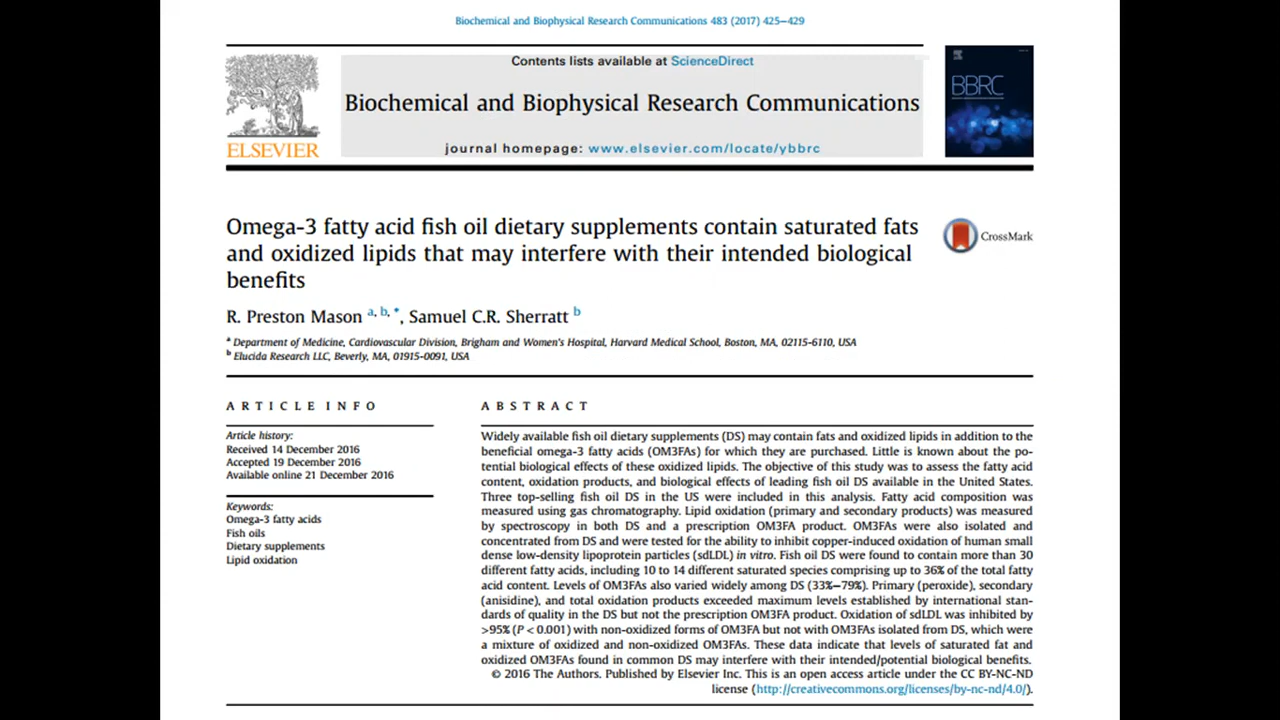 Biochemical and Biophysical Research Communications 483 (2017) 425–429
Contents lists available at ScienceDirect
Biochemical and Biophysical Research Communications
journal homepage: www.elsevier.com/locate/ybbrc
ELSEVIER
BBRC
Omega-3 fatty acid fish oil dietary supplements contain saturated fats
and oxidized lipids that may interfere with their intended biological
benefits
CrossMark
R. Preston Mason a, b, *, Samuel C.R. Sherratt b
a Department of Medicine, Cardiovascular Division, Brigham and Women's Hospital, Harvard Medical School, Boston, MA, 02115-6110, USA
b Elucida Research LLC, Beverly, MA, 01915-0091, USA
ARTICLE INFO
Article history:
Received 14 December 2016
Accepted 19 December 2016
Available online 21 December 2016
Keywords:
Omega-3 fatty acids
Fish oils
Dietary supplements
Lipid oxidation
ABSTRACT
Widely available fish oil dietary supplements (DS) may contain fats and oxidized lipids in addition to the
beneficial omega-3 fatty acids (OM3FAs) for which they are purchased. Little is known about the po-
tential biological effects of these oxidized lipids. The objective of this study was to assess the fatty acid
content, oxidation products, and biological effects of leading fish oil DS available in the United States.
Three top-selling fish oil DS in the US were included in this analysis. Fatty acid composition was
measured using gas chromatography. Lipid oxidation (primary and secondary products) was measured
by spectroscopy in both DS and a prescription OM3FA product. OM3FAs were also isolated and
concentrated from DS and were tested for the ability to inhibit copper-induced oxidation of human small
dense low-density lipoprotein particles (sdLDL) in vitro. Fish oil DS were found to contain more than 30
different fatty acids, including 10 to 14 different saturated species comprising up to 36% of the total fatty
acid content. Levels of OM3FAs also varied widely among DS (33%–79%). Primary (peroxide), secondary
(anisidine), and total oxidation products exceeded maximum levels established by international stan-
dards of quality in the DS but not the prescription OM3FA product. Oxidation of sdLDL was inhibited by
>95% (P < 0.001) with non-oxidized forms of OM3FA but not with OM3FAs isolated from DS, which were
a mixture of oxidized and non-oxidized OM3FAs. These data indicate that levels of saturated fat and
oxidized OM3FAs found in common DS may interfere with their intended/potential biological benefits.
© 2016 The Authors. Published by Elsevier Inc. This is an open access article under the CC BY-NC-ND
license (http://creativecommons.org/licenses/by-nc-nd/4.0/).